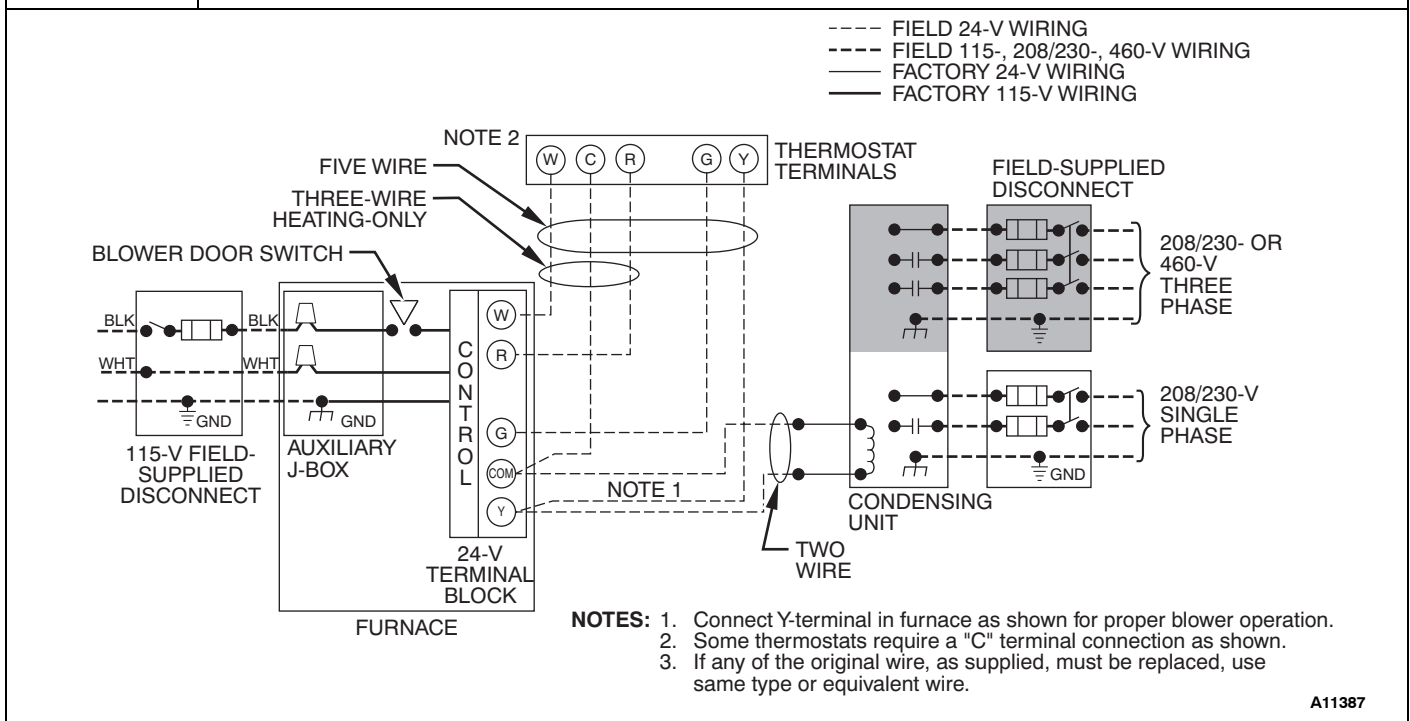 FIELD 24-V WIRING
FIELD 115-, 208/230-, 460-V WIRING
FACTORY 24-V WIRING
FACTORY 115-V WIRING
NOTE 2
W
C
R
G
Y
THERMOSTAT
TERMINALS
FIVE WIRE
THREE-WIRE
HEATING-ONLY
BLOWER DOOR SWITCH
FIELD-SUPPLIED
DISCONNECT
208/230- OR
460-V
THREE
PHASE
BLK
BLK
WHT
WHT
GND
GND
115-V FIELD-
SUPPLIED
DISCONNECT
AUXILIARY
J-BOX
CONTROL
W
R
G
COM
Y
NOTE 1
24-V
TERMINAL
BLOCK
FURNACE
TWO
WIRE
CONDENSING
UNIT
GND
208/230-V
SINGLE
PHASE
NOTES: 1. Connect Y-terminal in furnace as shown for proper blower operation.
2. Some thermostats require a "C" terminal connection as shown.
3. If any of the original wire, as supplied, must be replaced, use
same type or equivalent wire.
A11387